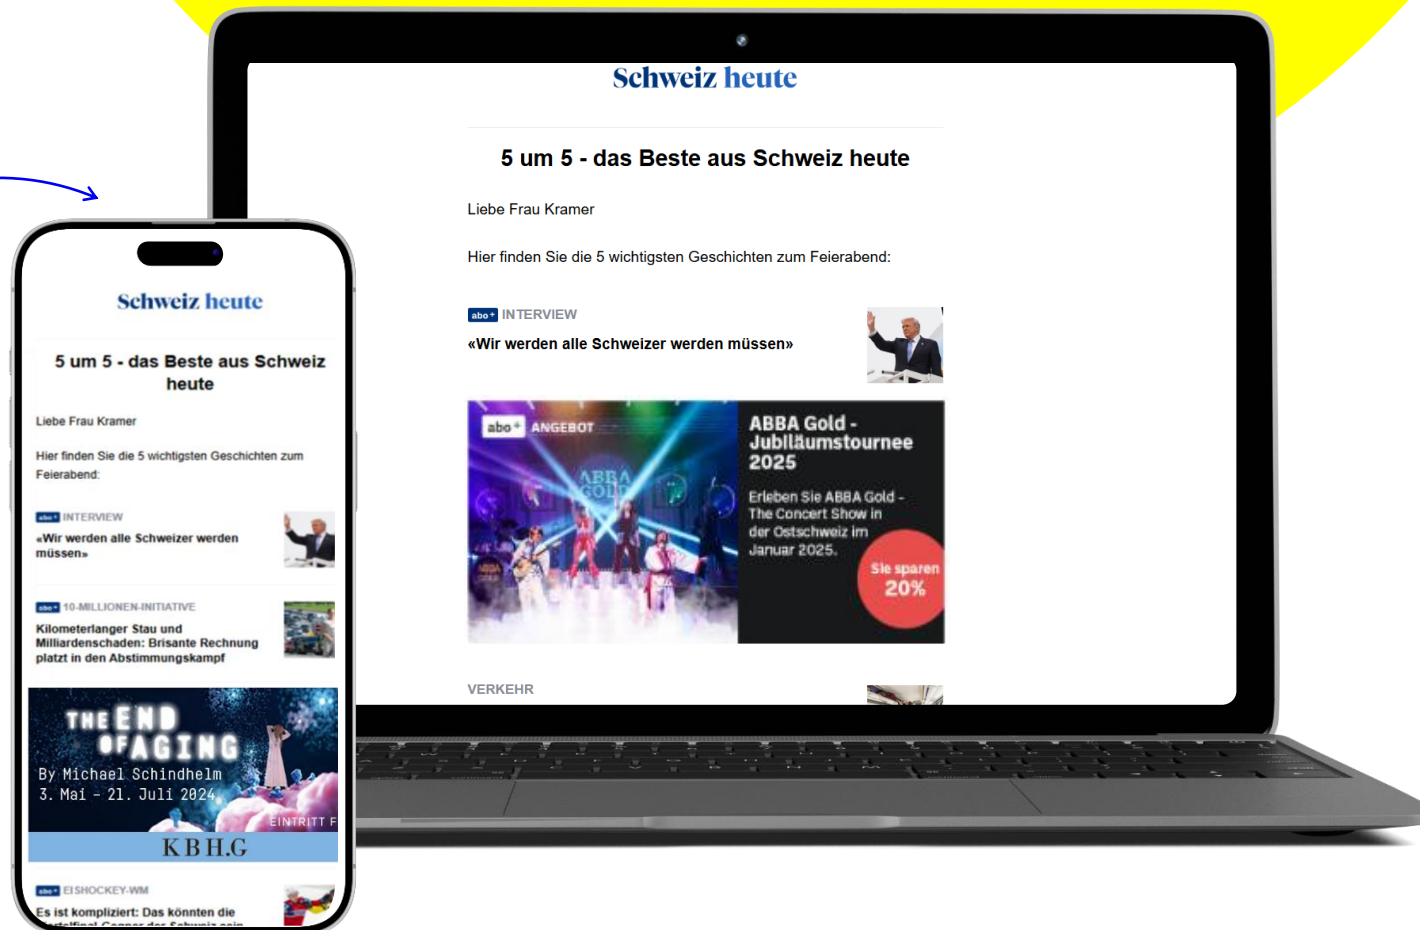 Schweiz heute
5 um 5 - das Beste aus Schweiz heute
Liebe Frau Kramer
Hier finden Sie die 5 wichtigsten Geschichten zum Feierabend:
abo+ INTERVIEW
«Wir werden alle Schweizer werden müssen»
abo+ ANGEBOT
ABBA GOLD
ABBA Gold -
Jubiläumstournee
2025
Erleben Sie ABBA Gold -
The Concert Show in
der Ostschweiz im
Januar 2025.
Sie sparen
20%
VERKEHR
Schweiz heute
5 um 5 - das Beste aus Schweiz
heute
Liebe Frau Kramer
Hier finden Sie die 5 wichtigsten Geschichten zum
Feierabend:
abo+ INTERVIEW
«Wir werden alle Schweizer werden
müssen»
abo+ 10-MILLIONEN-INITIATIVE
Kilometerlanger Stau und
Milliardenschaden: Brisante Rechnung
platzt in den Abstimmungskampf
THE END
OF AGING
By Michael Schindhelm
3. Mai – 21. Juli 2024
EINTRITT F
KBH.G
abo+ EISHOCKEY-WM
Es ist kompliziert: Das könnten die